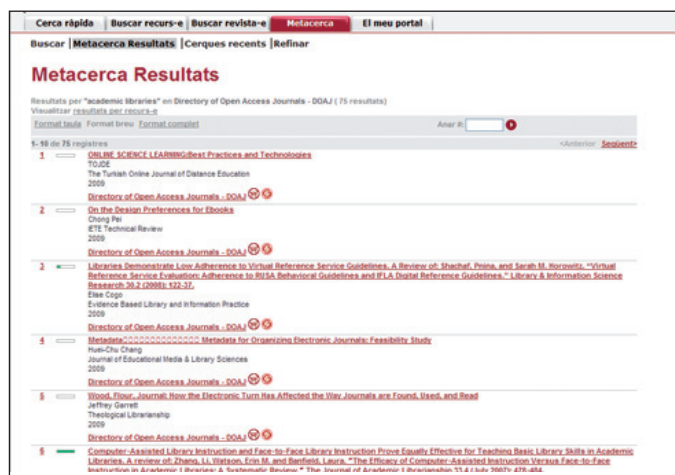 Cerca ràpida Buscar recurs-e Buscar revista-e Metacerca El meu portal
Buscar |Metacerca Resultats |Cerques recents |Refinar
Metacerca Resultats
Resultats per "academic libraries" en Directory of Open Access Journals - DOAJ ( 75 resultats)
Visualitzar resultats per recurs-e
Format taula Format breu Format complet Anar #:
1- 10 de 75 registres <Anterior Següent>
1 ONLINE SCIENCE LEARNING:Best Practices and Technologies
TOJDE
The Turkish Online Journal of Distance Education
2009
Directory of Open Access Journals - DOAJ
2 On the Design Preferences for Ebooks
Chong Pei
IETE Technical Review
2009
Directory of Open Access Journals - DOAJ
3 Libraries Demonstrate Low Adherence to Virtual Reference Service Guidelines. A Review of: Shachaf, Pnina, and Sarah M. Horowitz. "Virtual
Reference Service Evaluation: Adherence to RUSA Behavioral Guidelines and IFLA Digital Reference Guidelines." Library & Information Science
Research 30.2 (2008): 122-37.
Elise Cogo
Evidence Based Library and Information Practice
2009
Directory of Open Access Journals - DOAJ
4 Metadata Metadata for Organizing Electronic Journals: Feasibility Study
Huei-Chu Chang
Journal of Educational Media & Library Sciences
2009
Directory of Open Access Journals - DOAJ
5 Wood, Flour, Journal: How the Electronic Turn Has Affected the Way Journals are Found, Used, and Read
Jeffrey Garrett
Theological Librarianship
2009
Directory of Open Access Journals - DOAJ
6 Computer-Assisted Library Instruction and Face-to-Face Library Instruction Prove Equally Effective for Teaching Basic Library Skills in Academic
Libraries. A review of: Zhang, Li, Watson, Erin M. and Banfield, Laura. "The Efficacy of Computer-Assisted Instruction Versus Face-to-Face
Instruction in Academic Libraries: A Systematic Review." The Journal of Academic Librarianship 33.4 (July 2007): 478-484.